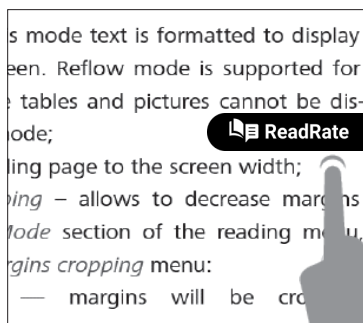 s mode text is formatted to display
een. Reflow mode is supported for
tables and pictures cannot be dis-
ode;
ReadRate
ling page to the screen width;
ping – allows to decrease margins
Mode section of the reading menu,
rgins cropping menu:
— margins will be